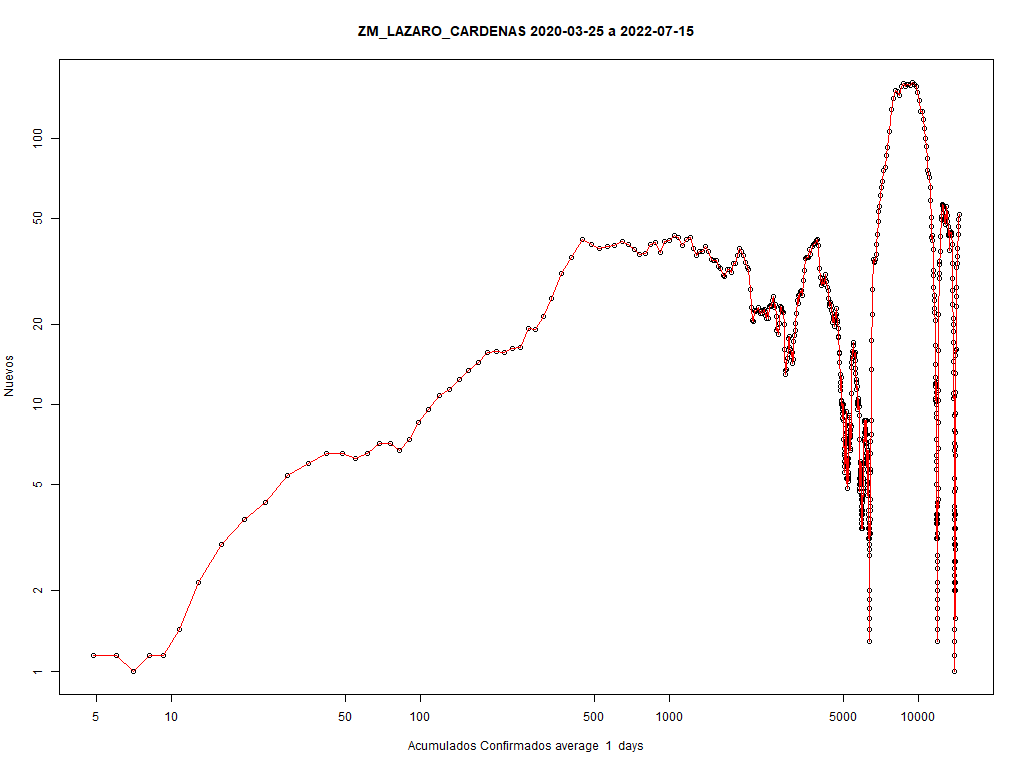 ZM_LAZARO_CARDENAS 2020-03-25 a 2022-07-15
Nuevos
100
50
20
10
5
2
1
5 10 50 100 500 1000 5000 10000
Acumulados Confirmados average 1 days